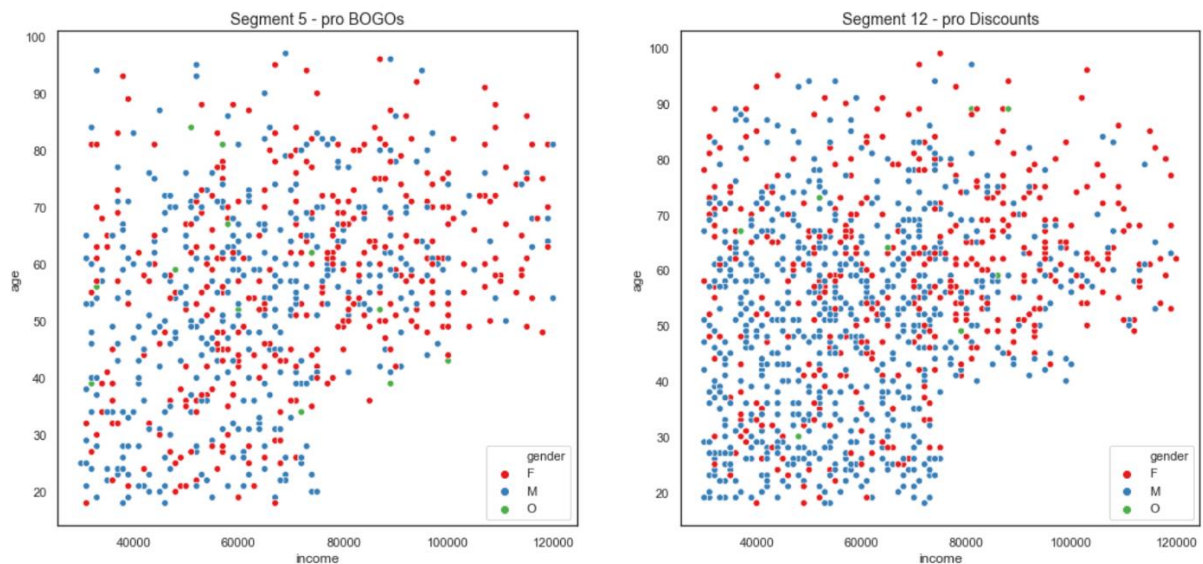 Segment 5 - pro BOGOs
100
90
80
70
60
50
40
30
20
age
40000 60000 80000 100000 120000
income
gender
F
M
O
Segment 12 - pro Discounts
100
90
80
70
60
50
40
30
20
age
40000 60000 80000 100000 120000
income
gender
F
M
O